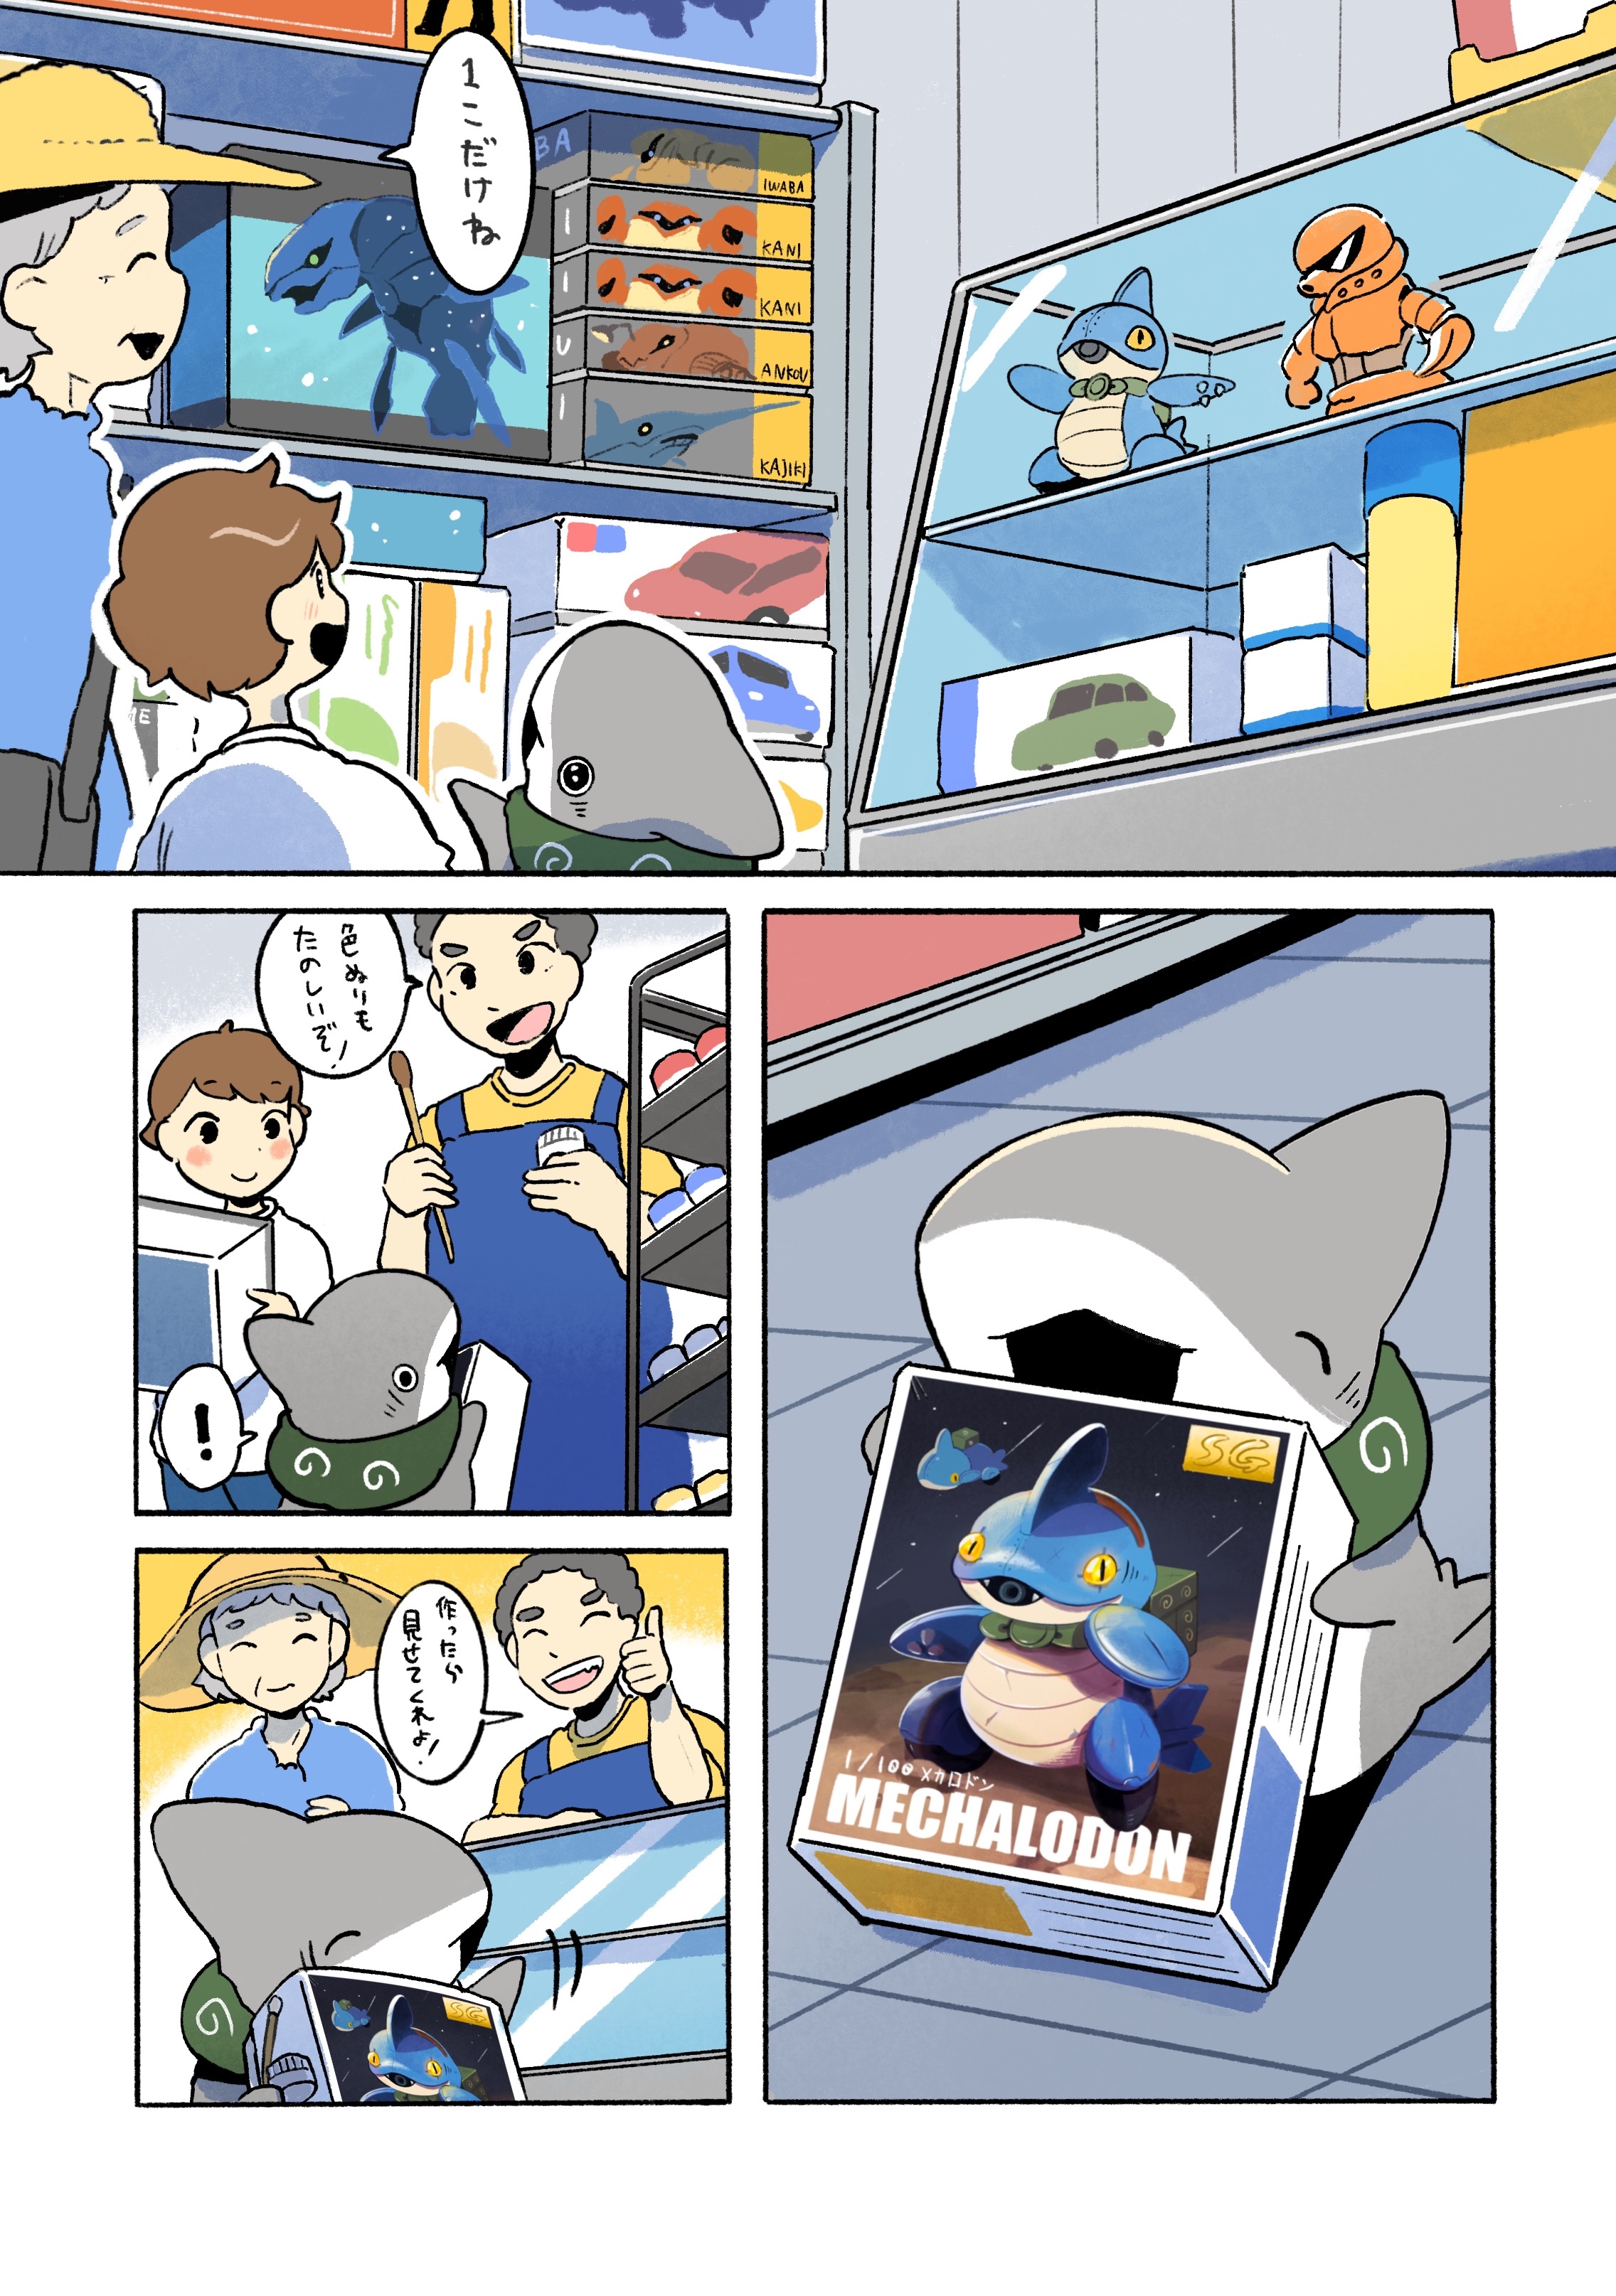 1こだけね
BA
IWABA
KANI
KANI
ANKOU
KAJIKI
SG
1/100 メカロドン
MECHALODON
色ぬりも
たのしいぞ!
!
作ったら
見せてくれよ!
SG